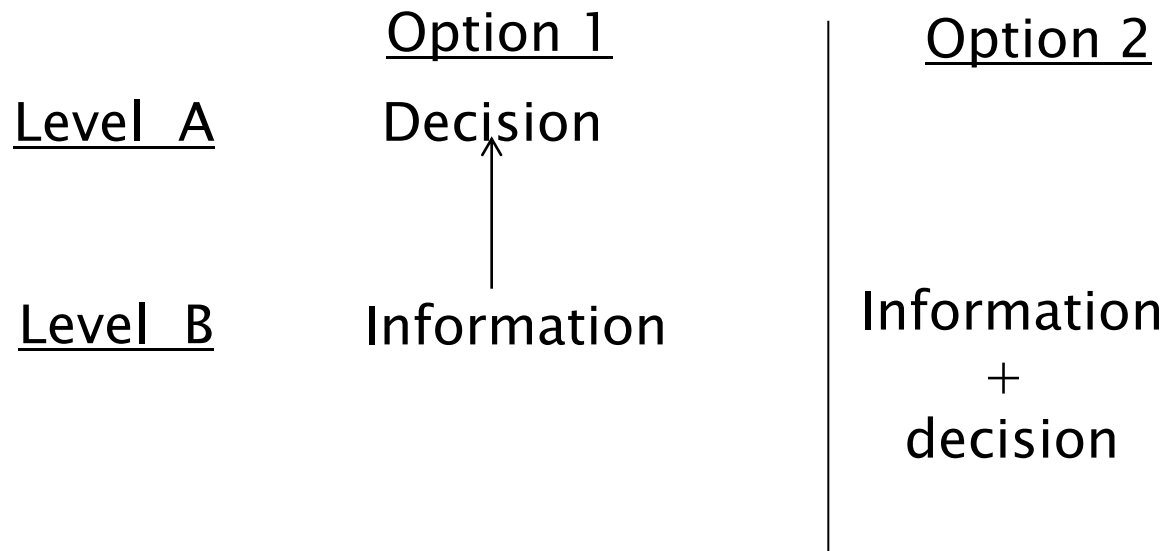 Option 1
Option 2
Level A
Decision
Level B
Information
Information
+
decision